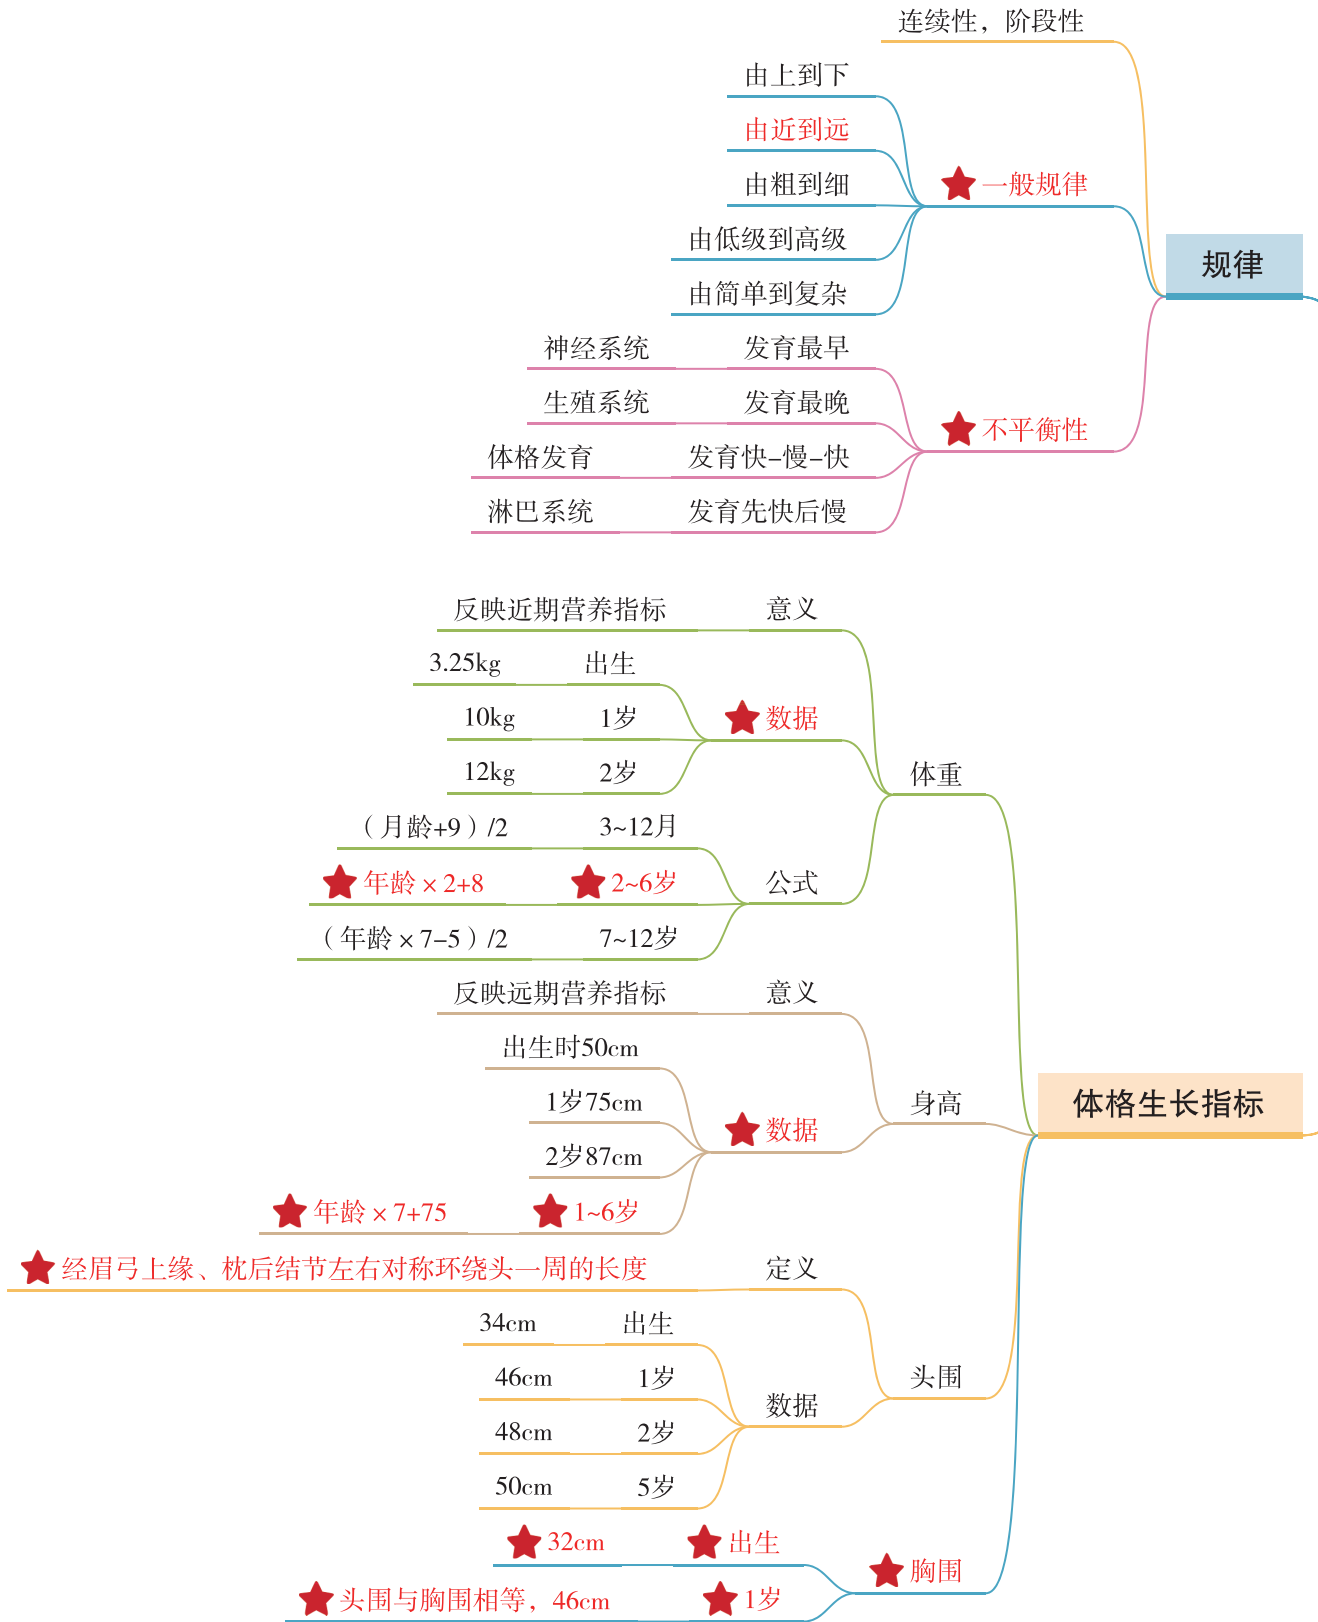 连续性，阶段性
由上到下
由近到远
由粗到细
由低级到高级
由简单到复杂
一般规律
规律
神经系统 发育最早
生殖系统 发育最晚
体格发育 发育快-慢-快
淋巴系统 发育先快后慢
不平衡性
反映近期营养指标 意义
3.25kg 出生
10kg 1岁
12kg 2岁
数据
体重
（月龄+9）/2 3~12月
年龄×2+8 2~6岁
（年龄×7-5）/2 7~12岁
公式
反映远期营养指标 意义
出生时50cm
1岁75cm
2岁87cm
年龄×7+75 1~6岁
数据
身高
体格生长指标
经眉弓上缘、枕后结节左右对称环绕头一周的长度 定义
34cm 出生
46cm 1岁
48cm 2岁
50cm 5岁
数据
头围
32cm 出生
头围与胸围相等，46cm 1岁
胸围